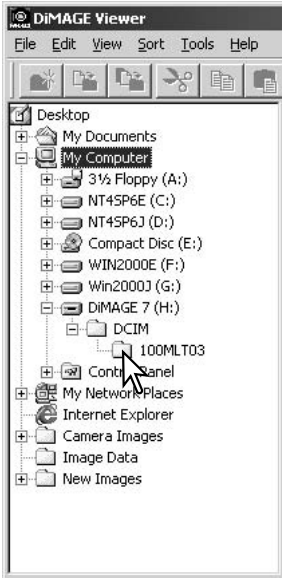 DiMAGE Viewer
File Edit View Sort Tools Help
Desktop
My Documents
My Computer
3½ Floppy (A:)
NT4SP6E (C:)
NT4SP6J (D:)
Compact Disc (E:)
WIN2000E (F:)
Win2000J (G:)
DiMAGE 7 (H:)
DCIM
100MLT03
Control Panel
My Network Places
Internet Explorer
Camera Images
Image Data
New Images